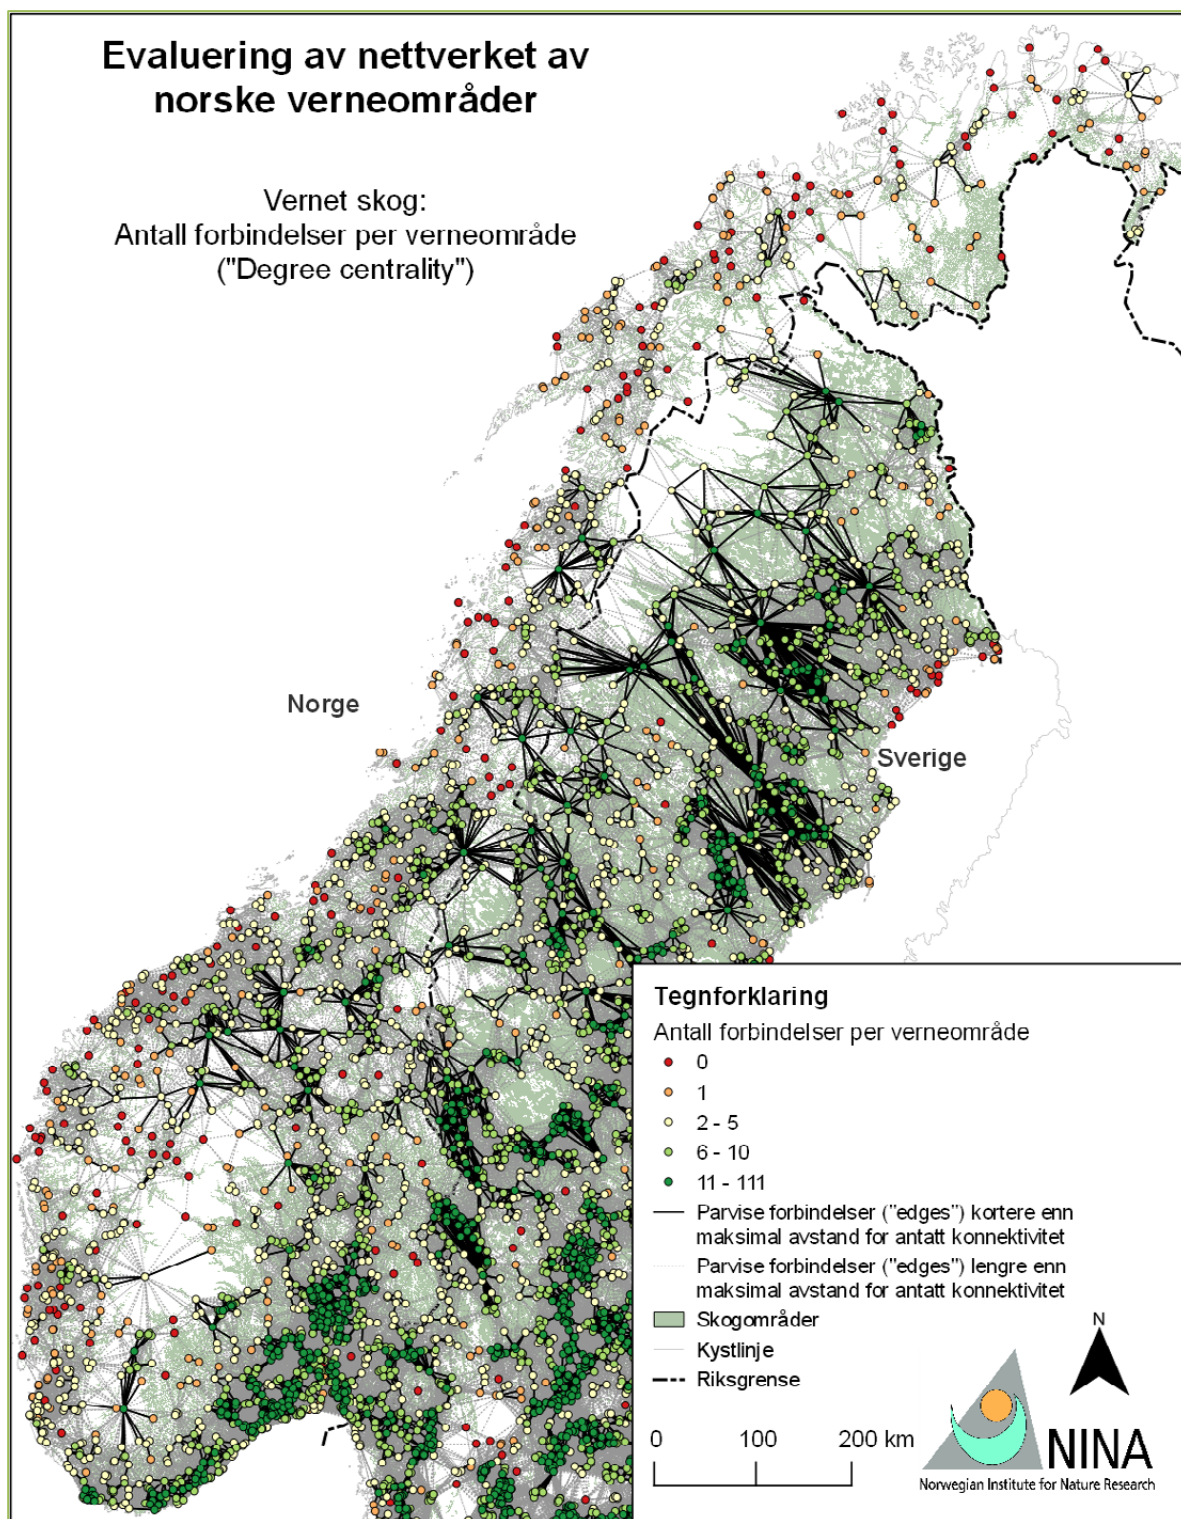 Evaluering av nettverket av
norske verneområder
Vernet skog:
Antall forbindelser per verneområde
("Degree centrality")
Norge
Sverige
Tegnforklaring
Antall forbindelser per verneområde
0
1
2 - 5
6 - 10
11 - 111
Parvise forbindelser ("edges") kortere enn
maksimal avstand for antatt konnektivitet
Parvise forbindelser ("edges") lengre enn
maksimal avstand for antatt konnektivitet
Skogområder
Kystlinje
Riksgrense
N
0 100 200 km
NINA
Norwegian Institute for Nature Research